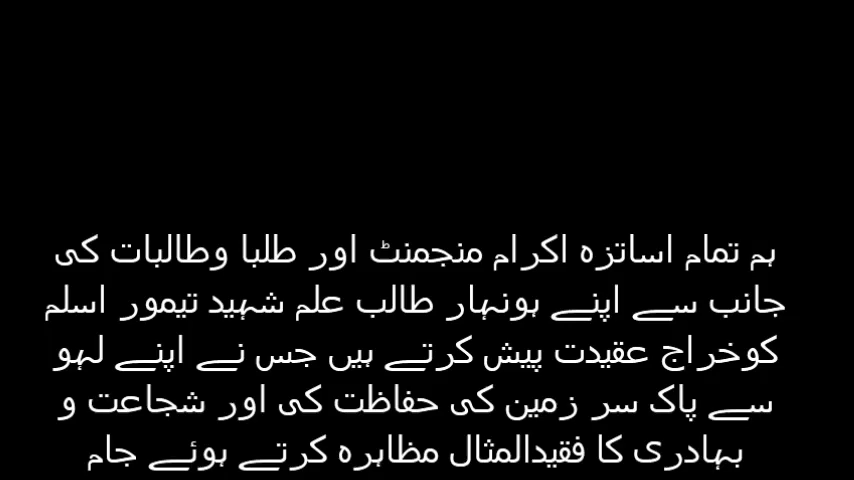 ہم تمام اساتزہ اکرام منجمنٹ اور طلبا وطالبات کی
جانب سے اپنے ہونہار طالب علم شہید تیمور اسلم
کوخراج عقیدت پیش کرتے ہیں جس نے اپنے لہو
سے پاک سر زمین کی حفاظت کی اور شجاعت و
بہادری کا فقیدالمثال مظاہرہ کرتے ہوئے جام